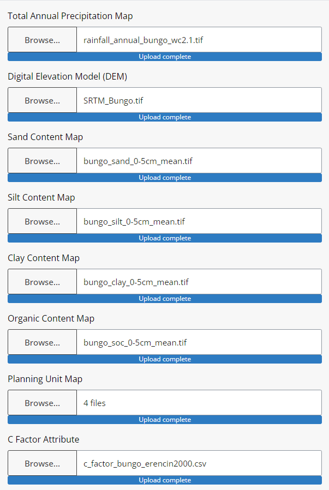 Total Annual Precipitation Map
Browse... rainfall_annual_bungo_wc2.1.tif
Upload complete
Digital Elevation Model (DEM)
Browse... SRTM_Bungo.tif
Upload complete
Sand Content Map
Browse... bungo_sand_0-5cm_mean.tif
Upload complete
Silt Content Map
Browse... bungo_silt_0-5cm_mean.tif
Upload complete
Clay Content Map
Browse... bungo_clay_0-5cm_mean.tif
Upload complete
Organic Content Map
Browse... bungo_soc_0-5cm_mean.tif
Upload complete
Planning Unit Map
Browse... 4 files
Upload complete
C Factor Attribute
Browse... c_factor_bungo_erencin2000.csv
Upload complete